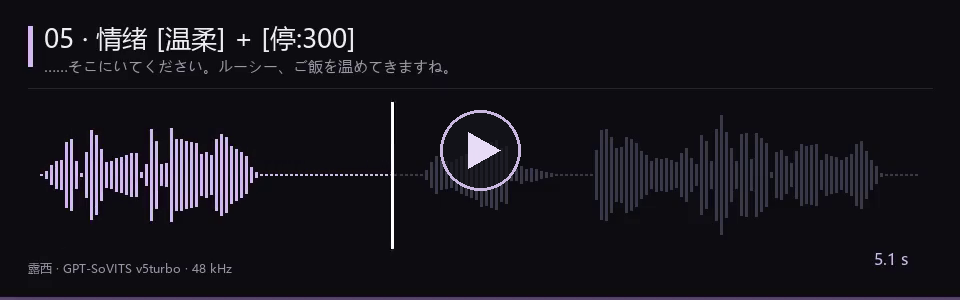 05 · 情绪 [温柔] + [停:300]
……そこにいてください。ルーシー、ご飯を温めてきますね。
5.1 s
露西 · GPT-SoVITS v5turbo · 48 kHz